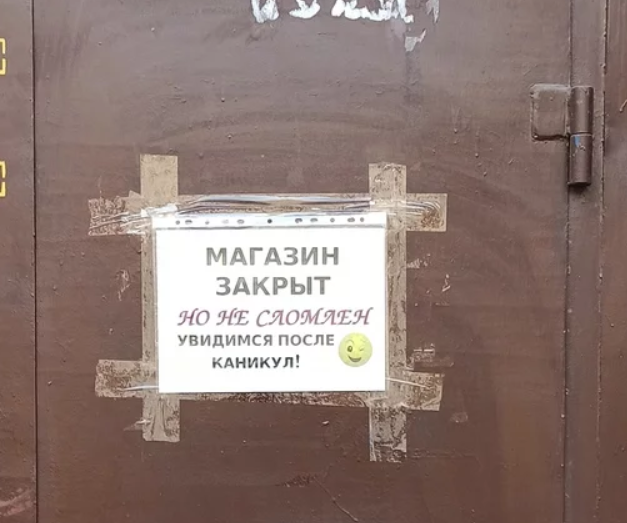 МАГАЗИН
ЗАКРЫТ
НО НЕ СЛОМЛЕН
УВИДИМСЯ ПОСЛЕ
КАНИКУЛ!